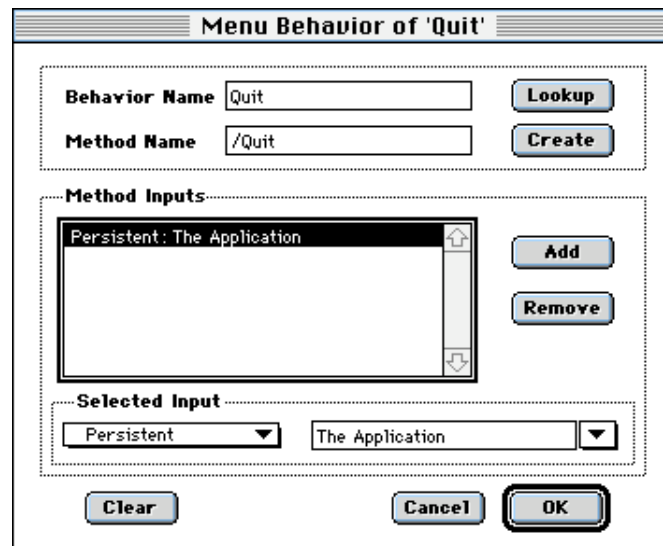 Menu Behavior of 'Quit'
Behavior Name Quit Lookup
Method Name /Quit Create
Method Inputs
Persistent: The Application
Add
Remove
Selected Input
Persistent The Application
Clear Cancel OK